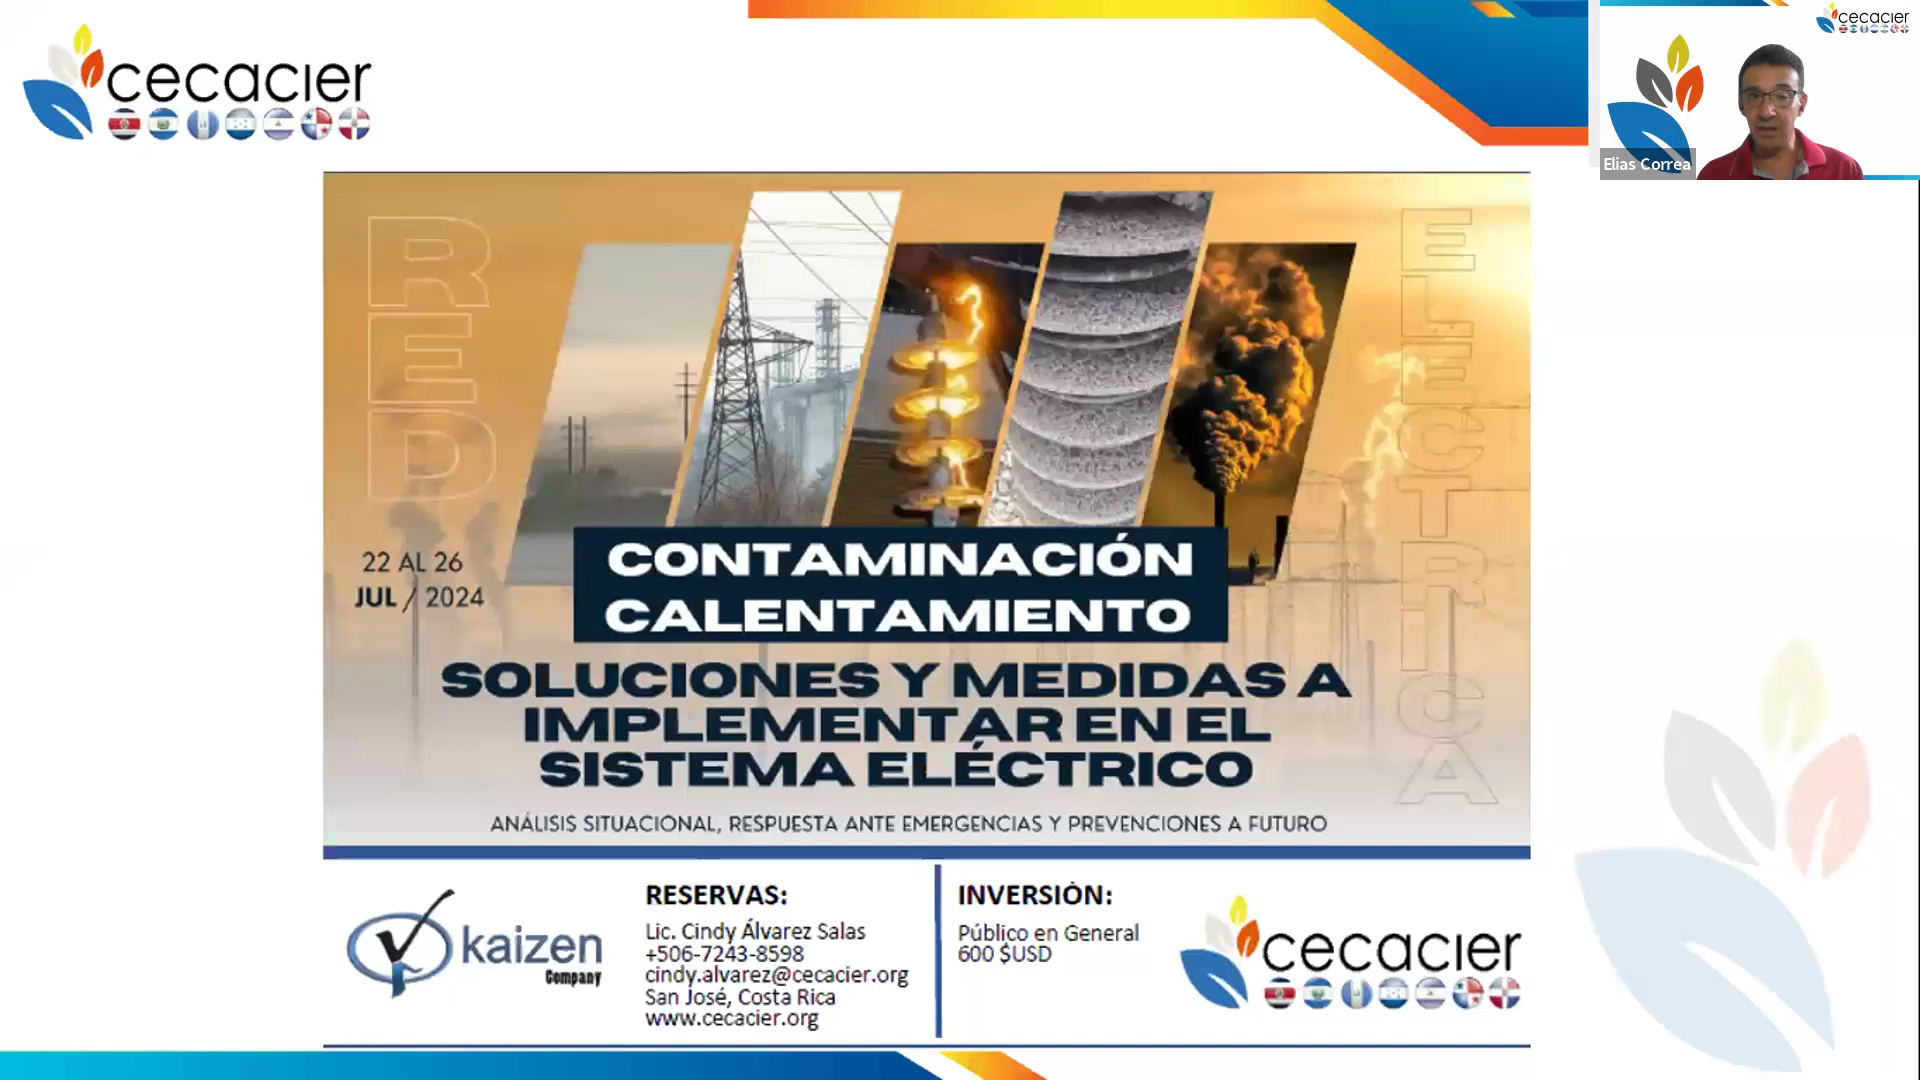 cecacier
cecacier
Elias Correa
RED
ELECTRICA
22 AL 26
JUL / 2024
CONTAMINACIÓN
CALENTAMIENTO
SOLUCIONES Y MEDIDAS A
IMPLEMENTAR EN EL
SISTEMA ELÉCTRICO
ANÁLISIS SITUACIONAL, RESPUESTA ANTE EMERGENCIAS Y PREVENCIONES A FUTURO
kaizen
Company
RESERVAS:
Lic. Cindy Álvarez Salas
+506-7243-8598
cindy.alvarez@cecacier.org
San José, Costa Rica
www.cecacier.org
INVERSIÓN:
Público en General
600 $USD
cecacier